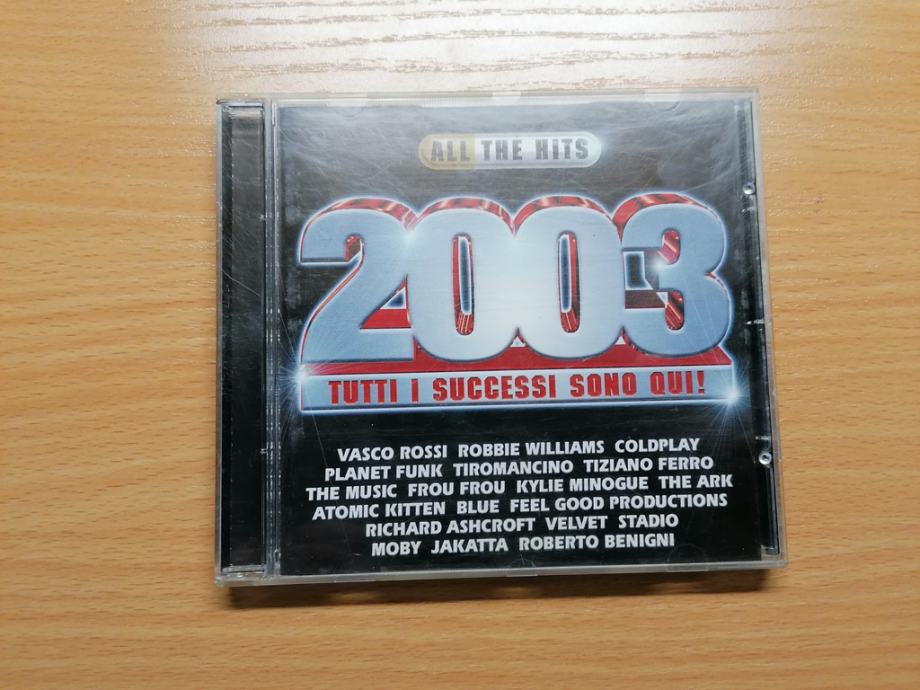 ALL THE HITS
2003
TUTTI I SUCCESSI SONO QUI!
VASCO ROSSI ROBBIE WILLIAMS COLDPLAY
PLANET FUNK TIROMANCINO TIZIANO FERRO
THE MUSIC FROU FROU KYLIE MINOGUE THE ARK
ATOMIC KITTEN BLUE FEEL GOOD PRODUCTIONS
RICHARD ASHCROFT VELVET STADIO
MOBY JAKATTA ROBERTO BENIGNI